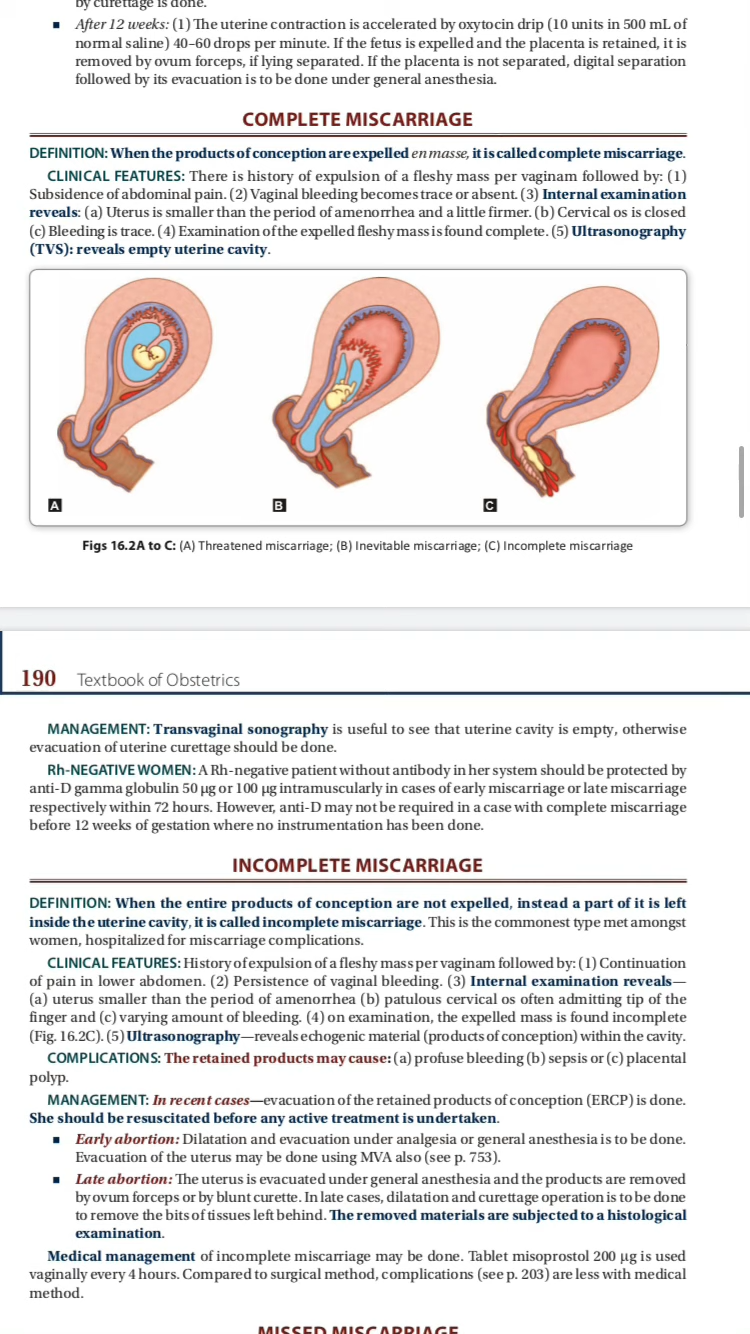 by curettage is done.
▪ After 12 weeks: (1) The uterine contraction is accelerated by oxytocin drip (10 units in 500 mL of
normal saline) 40–60 drops per minute. If the fetus is expelled and the placenta is retained, it is
removed by ovum forceps, if lying separated. If the placenta is not separated, digital separation
followed by its evacuation is to be done under general anesthesia.
COMPLETE MISCARRIAGE
DEFINITION: When the products of conception are expelled en masse, it is called complete miscarriage.
CLINICAL FEATURES: There is history of expulsion of a fleshy mass per vaginam followed by: (1)
Subsidence of abdominal pain. (2) Vaginal bleeding becomes trace or absent. (3) Internal examination
reveals: (a) Uterus is smaller than the period of amenorrhea and a little firmer. (b) Cervical os is closed
(c) Bleeding is trace. (4) Examination of the expelled fleshy mass is found complete. (5) Ultrasonography
(TVS): reveals empty uterine cavity.
A B C
Figs 16.2A to C: (A) Threatened miscarriage; (B) Inevitable miscarriage; (C) Incomplete miscarriage
190 Textbook of Obstetrics
MANAGEMENT: Transvaginal sonography is useful to see that uterine cavity is empty, otherwise
evacuation of uterine curettage should be done.
Rh-NEGATIVE WOMEN: A Rh-negative patient without antibody in her system should be protected by
anti-D gamma globulin 50 µg or 100 µg intramuscularly in cases of early miscarriage or late miscarriage
respectively within 72 hours. However, anti-D may not be required in a case with complete miscarriage
before 12 weeks of gestation where no instrumentation has been done.
INCOMPLETE MISCARRIAGE
DEFINITION: When the entire products of conception are not expelled, instead a part of it is left
inside the uterine cavity, it is called incomplete miscarriage. This is the commonest type met amongst
women, hospitalized for miscarriage complications.
CLINICAL FEATURES: History of expulsion of a fleshy mass per vaginam followed by: (1) Continuation
of pain in lower abdomen. (2) Persistence of vaginal bleeding. (3) Internal examination reveals—
(a) uterus smaller than the period of amenorrhea (b) patulous cervical os often admitting tip of the
finger and (c) varying amount of bleeding. (4) on examination, the expelled mass is found incomplete
(Fig. 16.2C). (5) Ultrasonography—reveals echogenic material (products of conception) within the cavity.
COMPLICATIONS: The retained products may cause: (a) profuse bleeding (b) sepsis or (c) placental
polyp.
MANAGEMENT: In recent cases—evacuation of the retained products of conception (ERCP) is done.
She should be resuscitated before any active treatment is undertaken.
▪ Early abortion: Dilatation and evacuation under analgesia or general anesthesia is to be done.
Evacuation of the uterus may be done using MVA also (see p. 753).
▪ Late abortion: The uterus is evacuated under general anesthesia and the products are removed
by ovum forceps or by blunt curette. In late cases, dilatation and curettage operation is to be done
to remove the bits of tissues left behind. The removed materials are subjected to a histological
examination.
Medical management of incomplete miscarriage may be done. Tablet misoprostol 200 µg is used
vaginally every 4 hours. Compared to surgical method, complications (see p. 203) are less with medical
method.
MISSED MISCARRIAGE